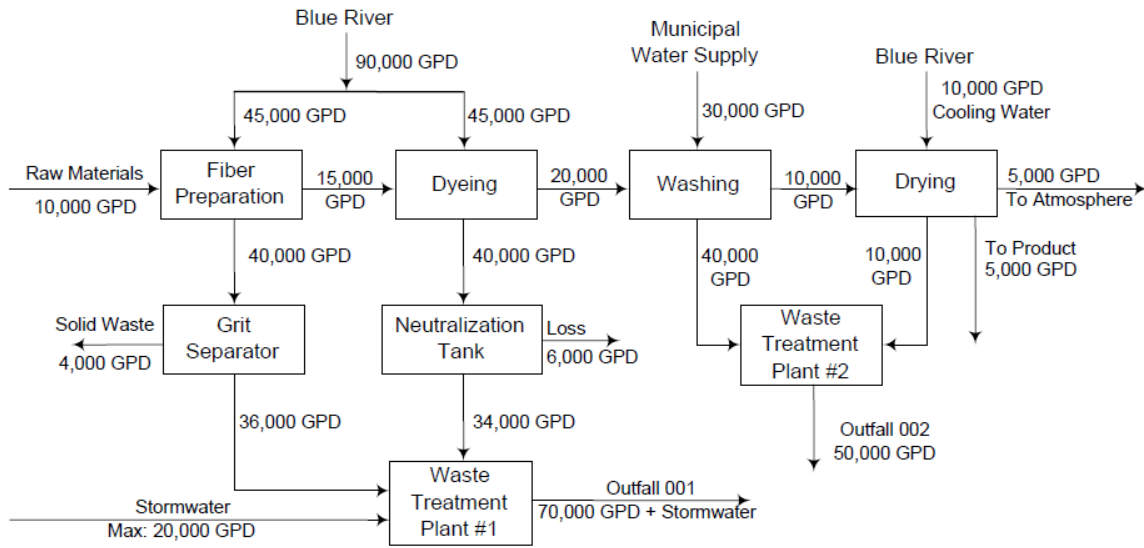 Blue River
90,000 GPD
45,000 GPD
45,000 GPD
Municipal
Water Supply
30,000 GPD
Blue River
10,000 GPD
Cooling Water
Raw Materials
10,000 GPD
Fiber
Preparation
15,000
GPD
Dyeing
20,000
GPD
Washing
10,000
GPD
Drying
5,000 GPD
To Atmosphere
40,000 GPD
40,000 GPD
40,000
GPD
10,000
GPD
To Product
5,000 GPD
Solid Waste
4,000 GPD
Grit
Separator
Neutralization
Tank
Loss
6,000 GPD
Waste
Treatment
Plant #2
36,000 GPD
34,000 GPD
Outfall 002
50,000 GPD
Stormwater
Max: 20,000 GPD
Waste
Treatment
Plant #1
Outfall 001
70,000 GPD + Stormwater